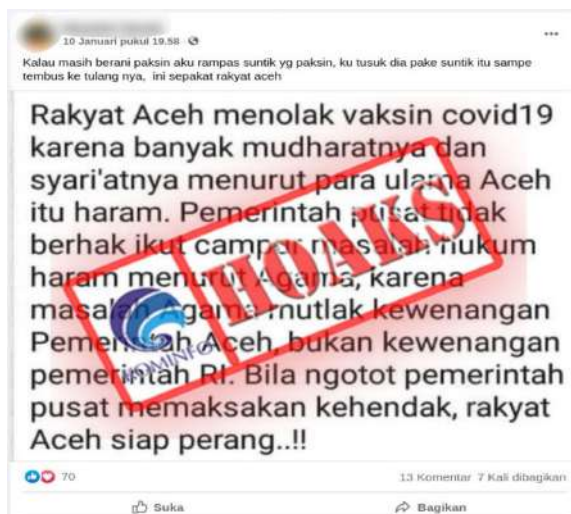 10 Januari pukul 19.58
Kalau masih berani paksin aku rampas suntik yg paksin, ku tusuk dia pake suntik itu sampe
tembus ke tulang nya, ini sepakat rakyat aceh
Rakyat Aceh menolak vaksin covid19
karena banyak mudharatnya dan
syari'atnya menurut para ulama Aceh
itu haram. Pemerintah pusat tidak
berhak ikut campur masalah hukum
haram menurut Agama, karena
masalah Agama mutlak kewenangan
Pemerintah Aceh, bukan kewenangan
pemerintah RI. Bila ngotot pemerintah
pusat memaksakan kehendak, rakyat
Aceh siap perang..!!
HOAKS
KOMINFO
70
13 Komentar 7 Kali dibagikan
Suka
Bagikan